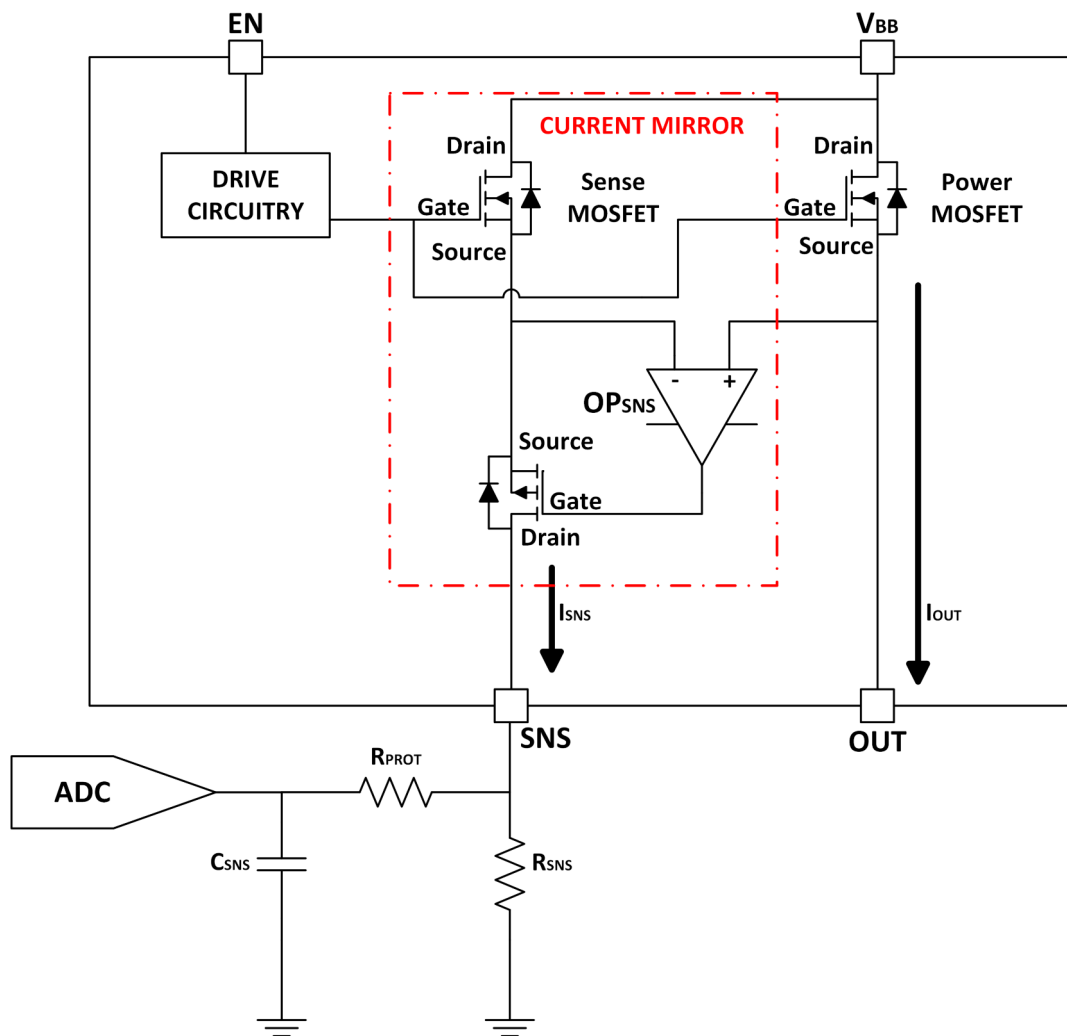 EN
VBB
CURRENT MIRROR
Drain
Drain
DRIVE
CIRCUITRY
Sense
MOSFET
Power
MOSFET
Gate
Gate
Source
Source
-
+
OPSNS
Source
Gate
Drain
ISNS
IOUT
SNS
OUT
RPROT
ADC
CSNS
RSNS